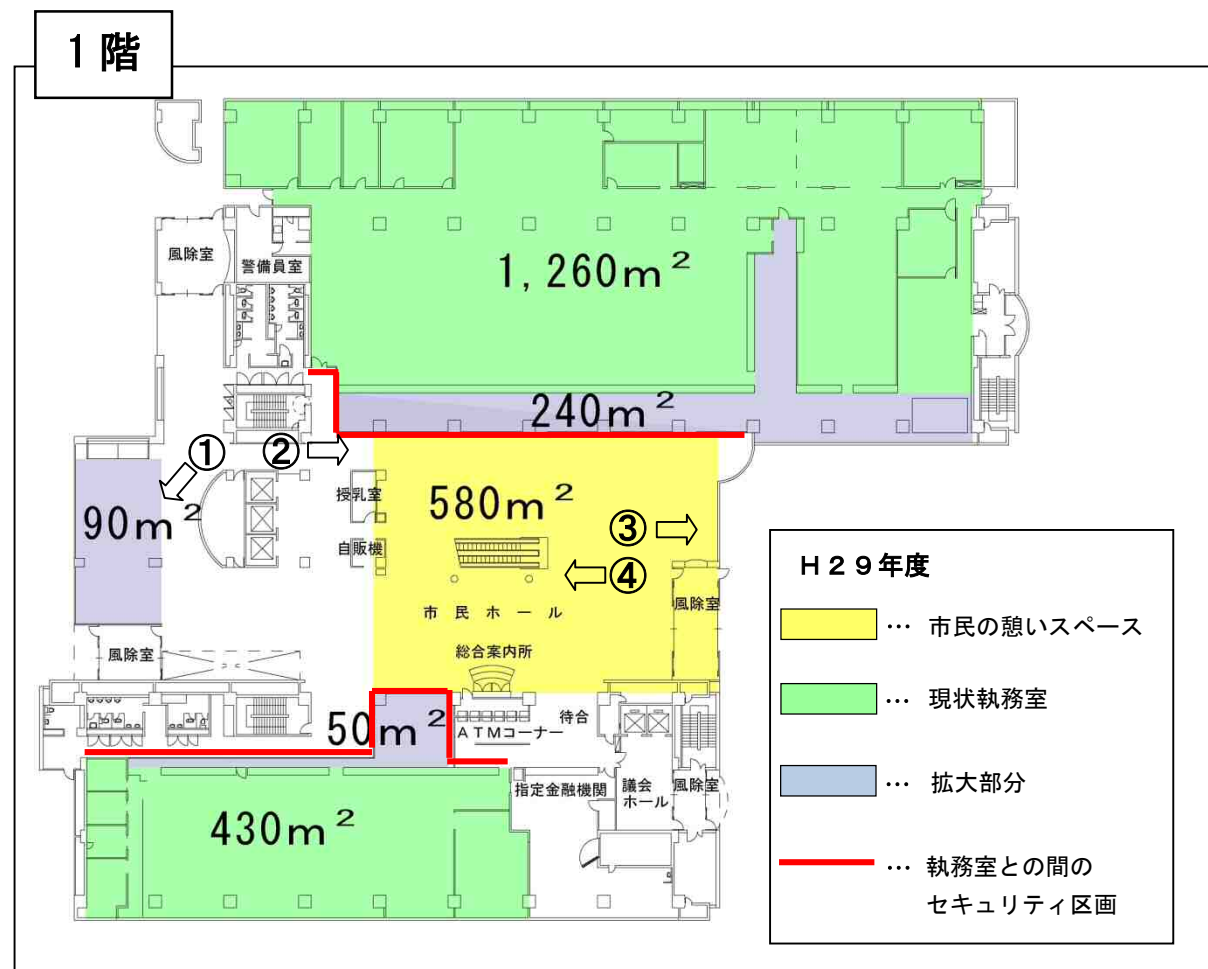 1階
風除室
警備員室
1,260m²
240m²
①
②
90m²
授乳室
580m²
③
自販機
④
市民ホール
風除室
風除室
総合案内所
50m²
待合
ATMコーナー
指定金融機関
議会
ホール
風除室
430m²
H29年度
… 市民の憩いスペース
… 現状執務室
… 拡大部分
… 執務室との間の
セキュリティ区画